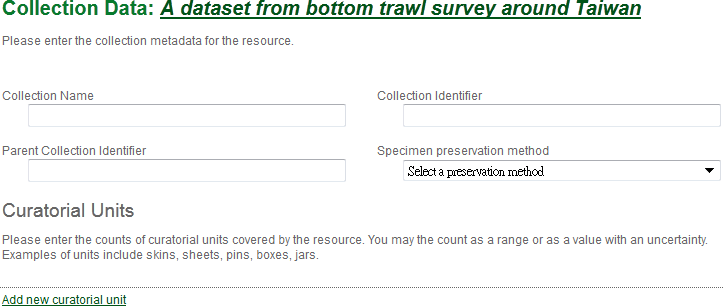 Collection Data: A dataset from bottom trawl survey around Taiwan
Please enter the collection metadata for the resource.
Collection Name
Collection Identifier
Parent Collection Identifier
Specimen preservation method
Select a preservation method
Curatorial Units
Please enter the counts of curatorial units covered by the resource. You may the count as a range or as a value with an uncertainty.
Examples of units include skins, sheets, pins, boxes, jars.
Add new curatorial unit